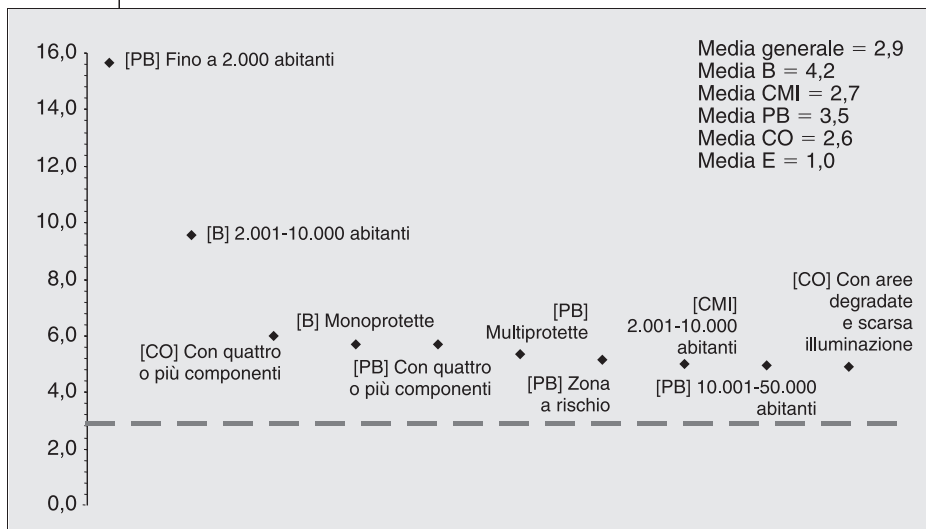 16,0
14,0
12,0
10,0
8,0
6,0
4,0
2,0
0,0
[PB] Fino a 2.000 abitanti
Media generale = 2,9
Media B = 4,2
Media CMI = 2,7
Media PB = 3,5
Media CO = 2,6
Media E = 1,0
[B] 2.001-10.000 abitanti
[CO] Con quattro
o più componenti
[B] Monoprotette
[PB] Con quattro
o più componenti
[PB]
Multiprotette
[PB] Zona
a rischio
[CMI]
2.001-10.000
abitanti
[PB] 10.001-50.000
abitanti
[CO] Con aree
degradate
e scarsa
illuminazione